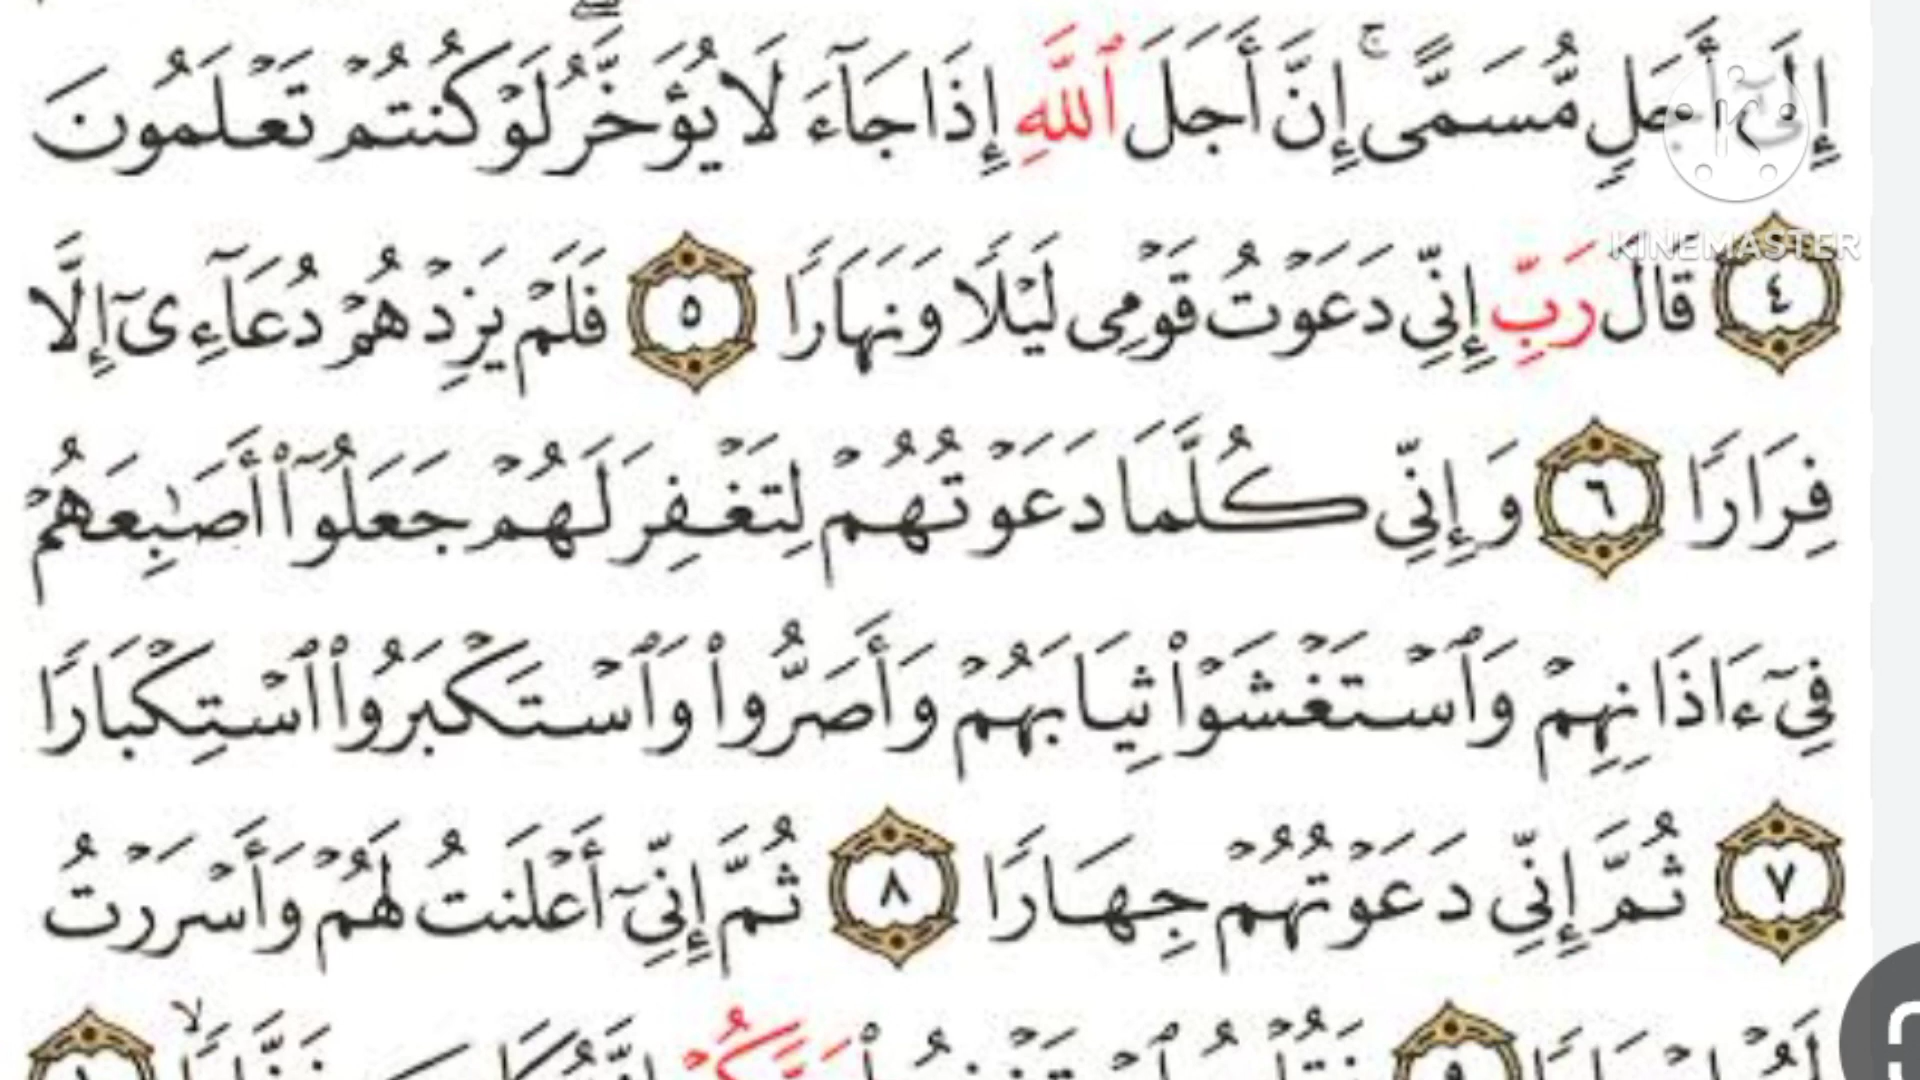 إِلَىٰٓ أَجَلٍ مُّسَمًّى ۚ إِنَّ أَجَلَ ٱللَّهِ إِذَا جَآءَ لَا يُؤَخَّرُ ۖ لَوْ كُنتُمْ تَعْلَمُونَ
KINEMASTER
٤ قَالَ رَبِّ إِنِّي دَعَوْتُ قَوْمِى لَيْلًا وَنَهَارًا ٥ فَلَمْ يَزِدْهُمْ دُعَآءِىٓ إِلَّا
فِرَارًا ٦ وَإِنِّي كُلَّمَا دَعَوْتُهُمْ لِتَغْفِرَ لَهُمْ جَعَلُوٓا۟ أَصَٰبِعَهُمْ
فِىٓ ءَاذَانِهِمْ وَٱسْتَغْشَوْا۟ ثِيَابَهُمْ وَأَصَرُّوا۟ وَٱسْتَكْبَرُوا۟ ٱسْتِكْبَارًا
٧ ثُمَّ إِنِّي دَعَوْتُهُمْ جِهَارًا ٨ ثُمَّ إِنِّىٓ أَعْلَنتُ لَهُمْ وَأَسْرَرْتُ